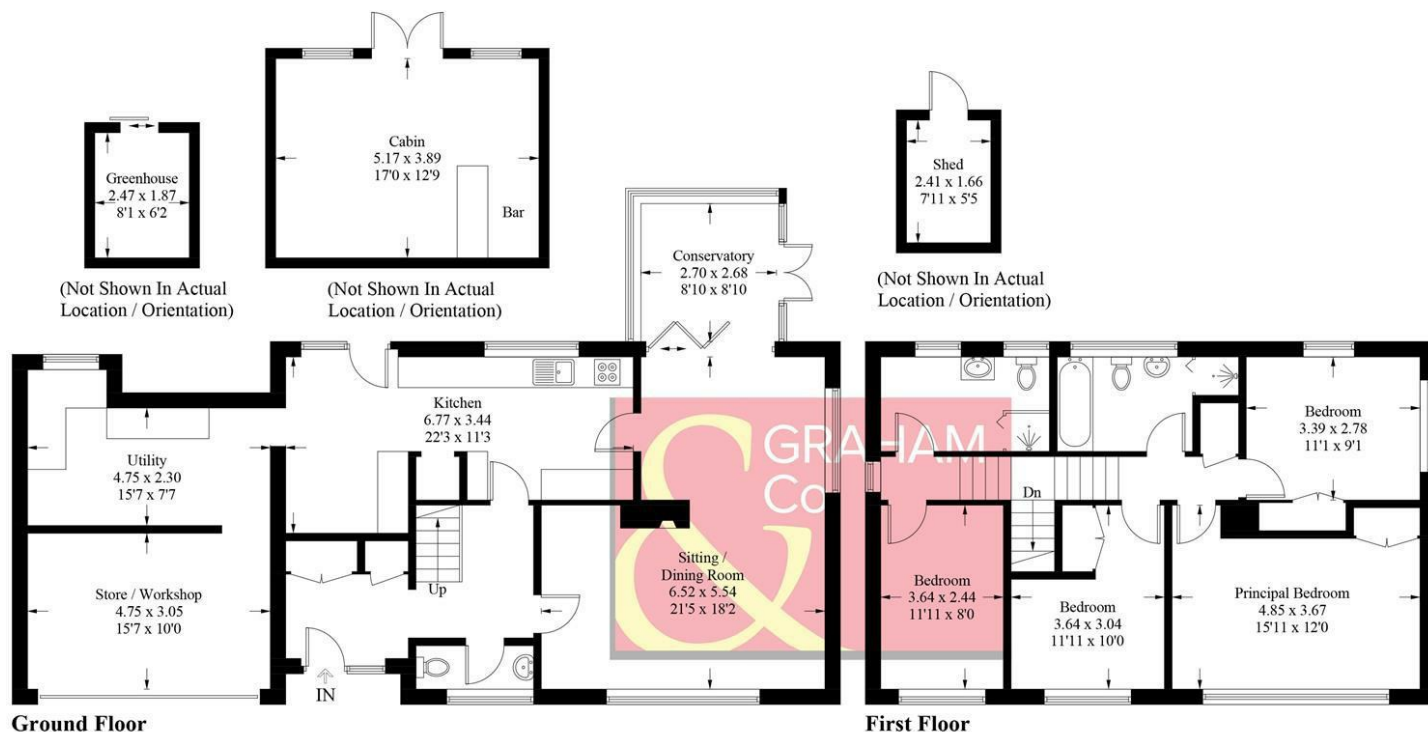 Greenhouse
2.47 x 1.87
8'1 x 6'2
(Not Shown In Actual
Location / Orientation)
Cabin
5.17 x 3.89
17'0 x 12'9
Bar
(Not Shown In Actual
Location / Orientation)
Shed
2.41 x 1.66
7'11 x 5'5
(Not Shown In Actual
Location / Orientation)
Conservatory
2.70 x 2.68
8'10 x 8'10
Kitchen
6.77 x 3.44
22'3 x 11'3
Utility
4.75 x 2.30
15'7 x 7'7
Store / Workshop
4.75 x 3.05
15'7 x 10'0
Up
IN
Sitting /
Dining Room
6.52 x 5.54
21'5 x 18'2
& GRAHAM
Co
Ground Floor
Bedroom
3.39 x 2.78
11'1 x 9'1
Dn
Bedroom
3.64 x 2.44
11'11 x 8'0
Bedroom
3.64 x 3.04
11'11 x 10'0
Principal Bedroom
4.85 x 3.67
15'11 x 12'0
First Floor